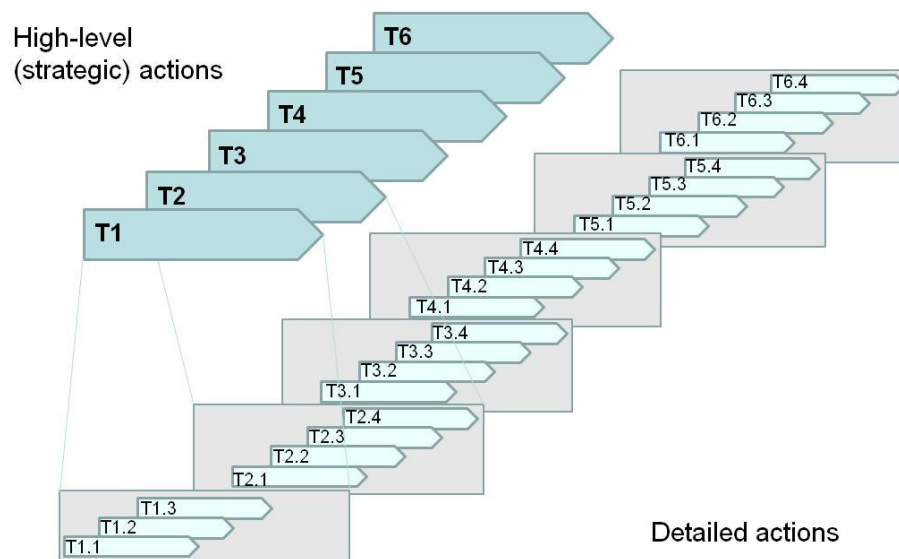 High-level
(strategic) actions
T6
T5
T4
T3
T2
T1
T6.4
T6.3
T6.2
T6.1
T5.4
T5.3
T5.2
T5.1
T4.4
T4.3
T4.2
T4.1
T3.4
T3.3
T3.2
T3.1
T2.4
T2.3
T2.2
T2.1
T1.3
T1.2
T1.1
Detailed actions